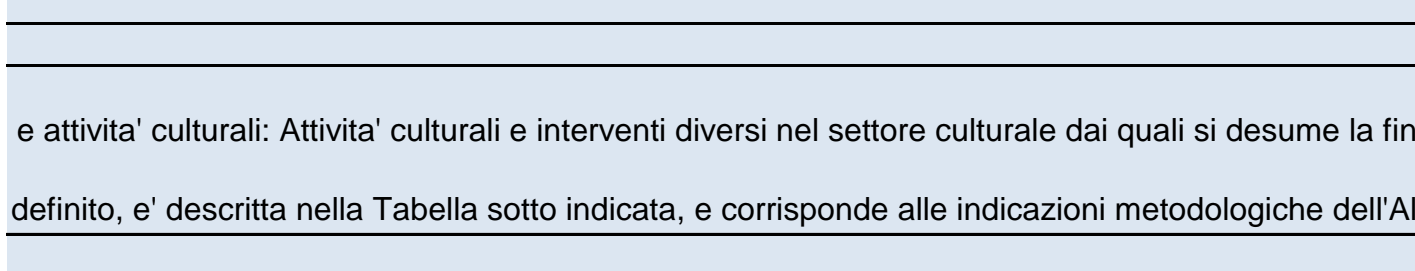 e attivita' culturali: Attivita' culturali e interventi diversi nel settore culturale dai quali si desume la fin
definito, e' descritta nella Tabella sotto indicata, e corrisponde alle indicazioni metodologiche dell'Al